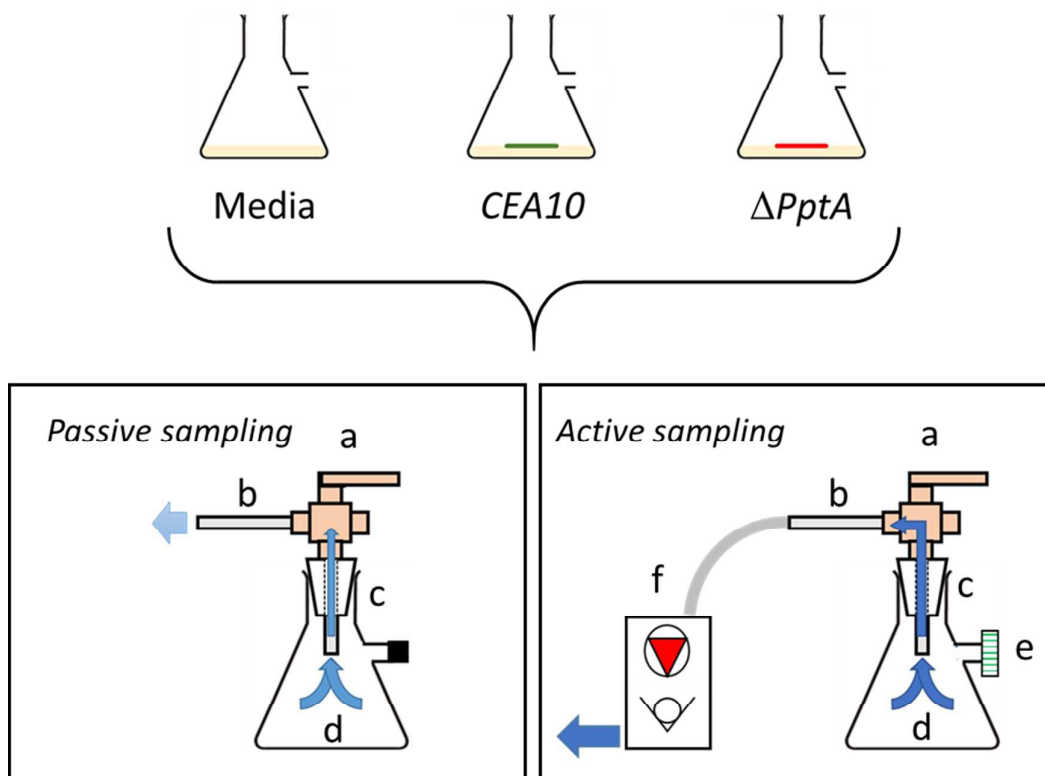 Media
CEA10
ΔPptA
Passive sampling
a
b
c
d
Active sampling
a
b
c
d
e
f